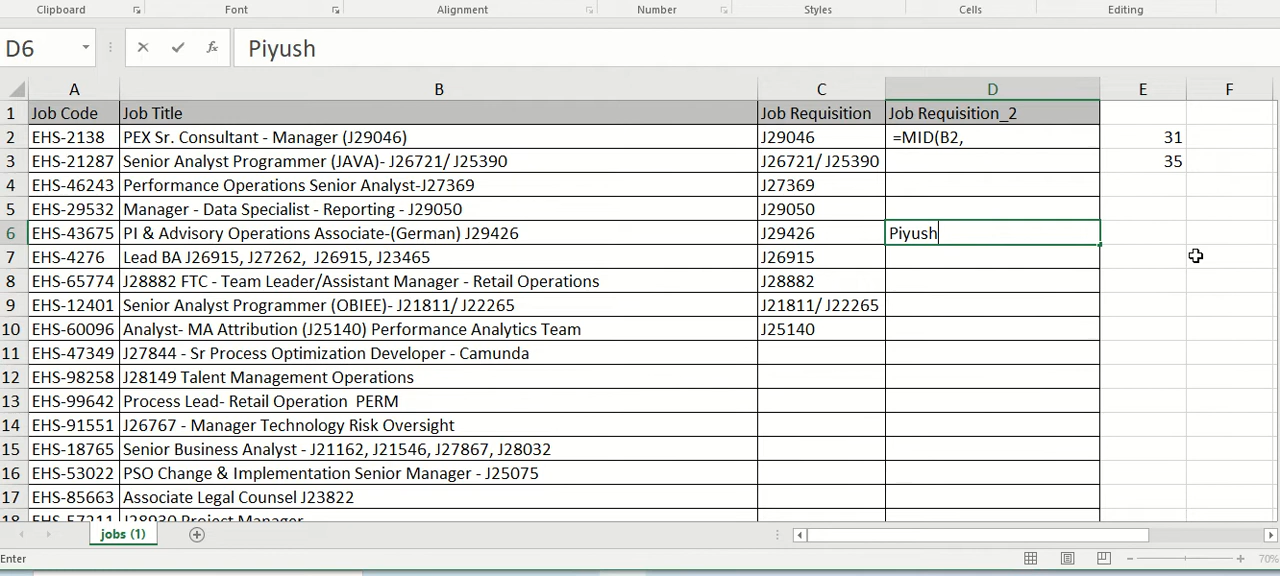 Clipboard Font Alignment Number Styles Cells Editing
D6 fx Piyush
A B C D E F
1 Job Code Job Title Job Requisition Job Requisition_2
2 EHS-2138 PEX Sr. Consultant - Manager (J29046) J29046 =MID(B2, 31
3 EHS-21287 Senior Analyst Programmer (JAVA)- J26721/ J25390 J26721/ J25390 35
4 EHS-46243 Performance Operations Senior Analyst-J27369 J27369
5 EHS-29532 Manager - Data Specialist - Reporting - J29050 J29050
6 EHS-43675 PI & Advisory Operations Associate-(German) J29426 J29426 Piyush
7 EHS-4276 Lead BA J26915, J27262,  J26915, J23465 J26915
8 EHS-65774 J28882 FTC - Team Leader/Assistant Manager - Retail Operations J28882
9 EHS-12401 Senior Analyst Programmer (OBIEE)- J21811/ J22265 J21811/ J22265
10 EHS-60096 Analyst- MA Attribution (J25140) Performance Analytics Team J25140
11 EHS-47349 J27844 - Sr Process Optimization Developer - Camunda
12 EHS-98258 J28149 Talent Management Operations
13 EHS-99642 Process Lead- Retail Operation  PERM
14 EHS-91551 J26767 - Manager Technology Risk Oversight
15 EHS-18765 Senior Business Analyst - J21162, J21546, J27867, J28032
16 EHS-53022 PSO Change & Implementation Senior Manager - J25075
17 EHS-85663 Associate Legal Counsel J23822
18 EHS-57211 J28930 Project Manager
jobs (1)
Enter 70%